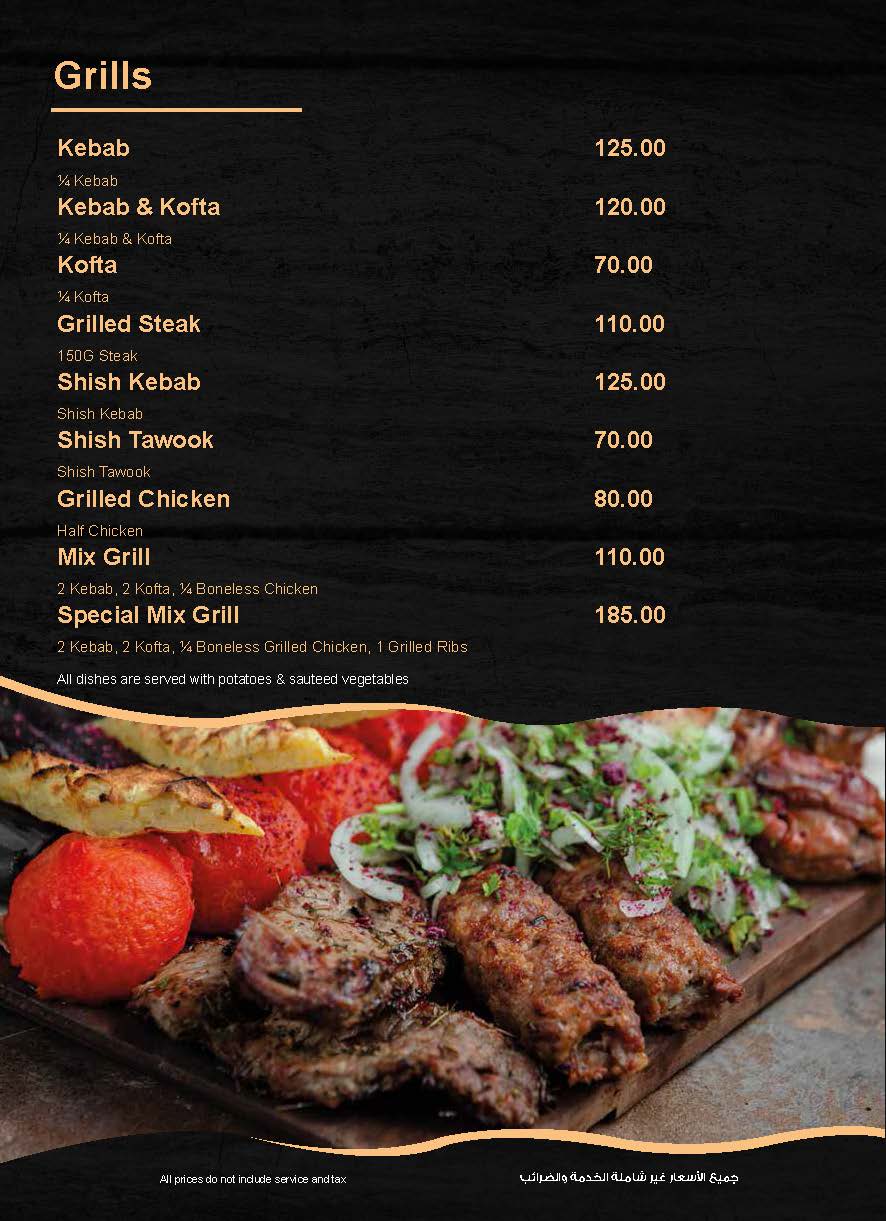 Grills
Kebab 125.00
¼ Kebab
Kebab & Kofta 120.00
¼ Kebab & Kofta
Kofta 70.00
¼ Kofta
Grilled Steak 110.00
150G Steak
Shish Kebab 125.00
Shish Kebab
Shish Tawook 70.00
Shish Tawook
Grilled Chicken 80.00
Half Chicken
Mix Grill 110.00
2 Kebab, 2 Kofta, ¼ Boneless Chicken
Special Mix Grill 185.00
2 Kebab, 2 Kofta, ¼ Boneless Grilled Chicken, 1 Grilled Ribs
All dishes are served with potatoes & sauteed vegetables
All prices do not include service and tax
جميع الأسعار غير شاملة الخدمة والضرائب